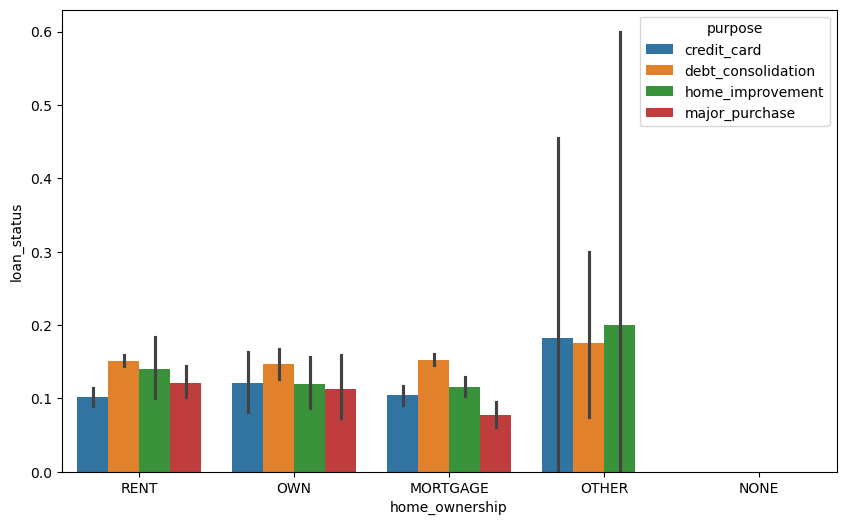 purpose
credit_card
debt_consolidation
home_improvement
major_purchase
loan_status
0.6
0.5
0.4
0.3
0.2
0.1
0.0
RENT OWN MORTGAGE OTHER NONE
home_ownership